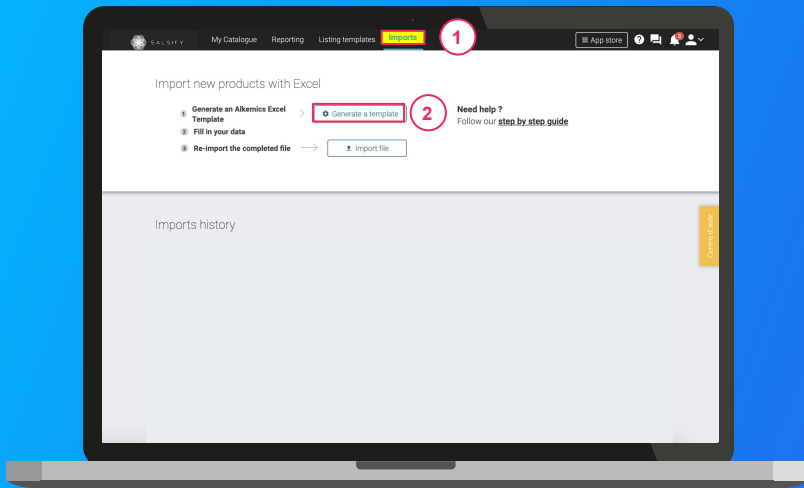 SALSIFY My Catalogue Reporting Listing templates Imports 1 App store ? 3
Import new products with Excel
1 Generate an Alkemics Excel Template
Generate a template 2
Need help ?
Follow our step by step guide
2 Fill in your data
3 Re-import the completed file
Import file
Imports history
Centre d'aide